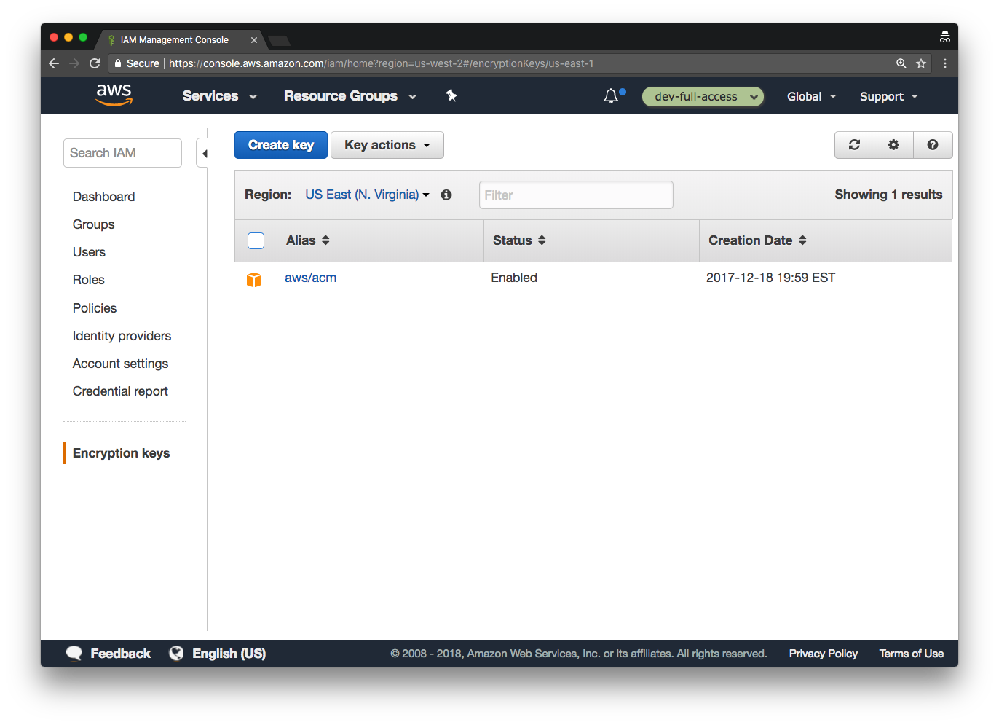 IAM Management Console
Secure https://console.aws.amazon.com/iam/home?region=us-west-2#/encryptionKeys/us-east-1
aws Services Resource Groups dev-full-access Global Support
Search IAM
Dashboard
Groups
Users
Roles
Policies
Identity providers
Account settings
Credential report
Encryption keys
Create key Key actions
Region: US East (N. Virginia) Filter Showing 1 results
Alias Status Creation Date
aws/acm Enabled 2017-12-18 19:59 EST
Feedback English (US) © 2008 - 2018, Amazon Web Services, Inc. or its affiliates. All rights reserved. Privacy Policy Terms of Use